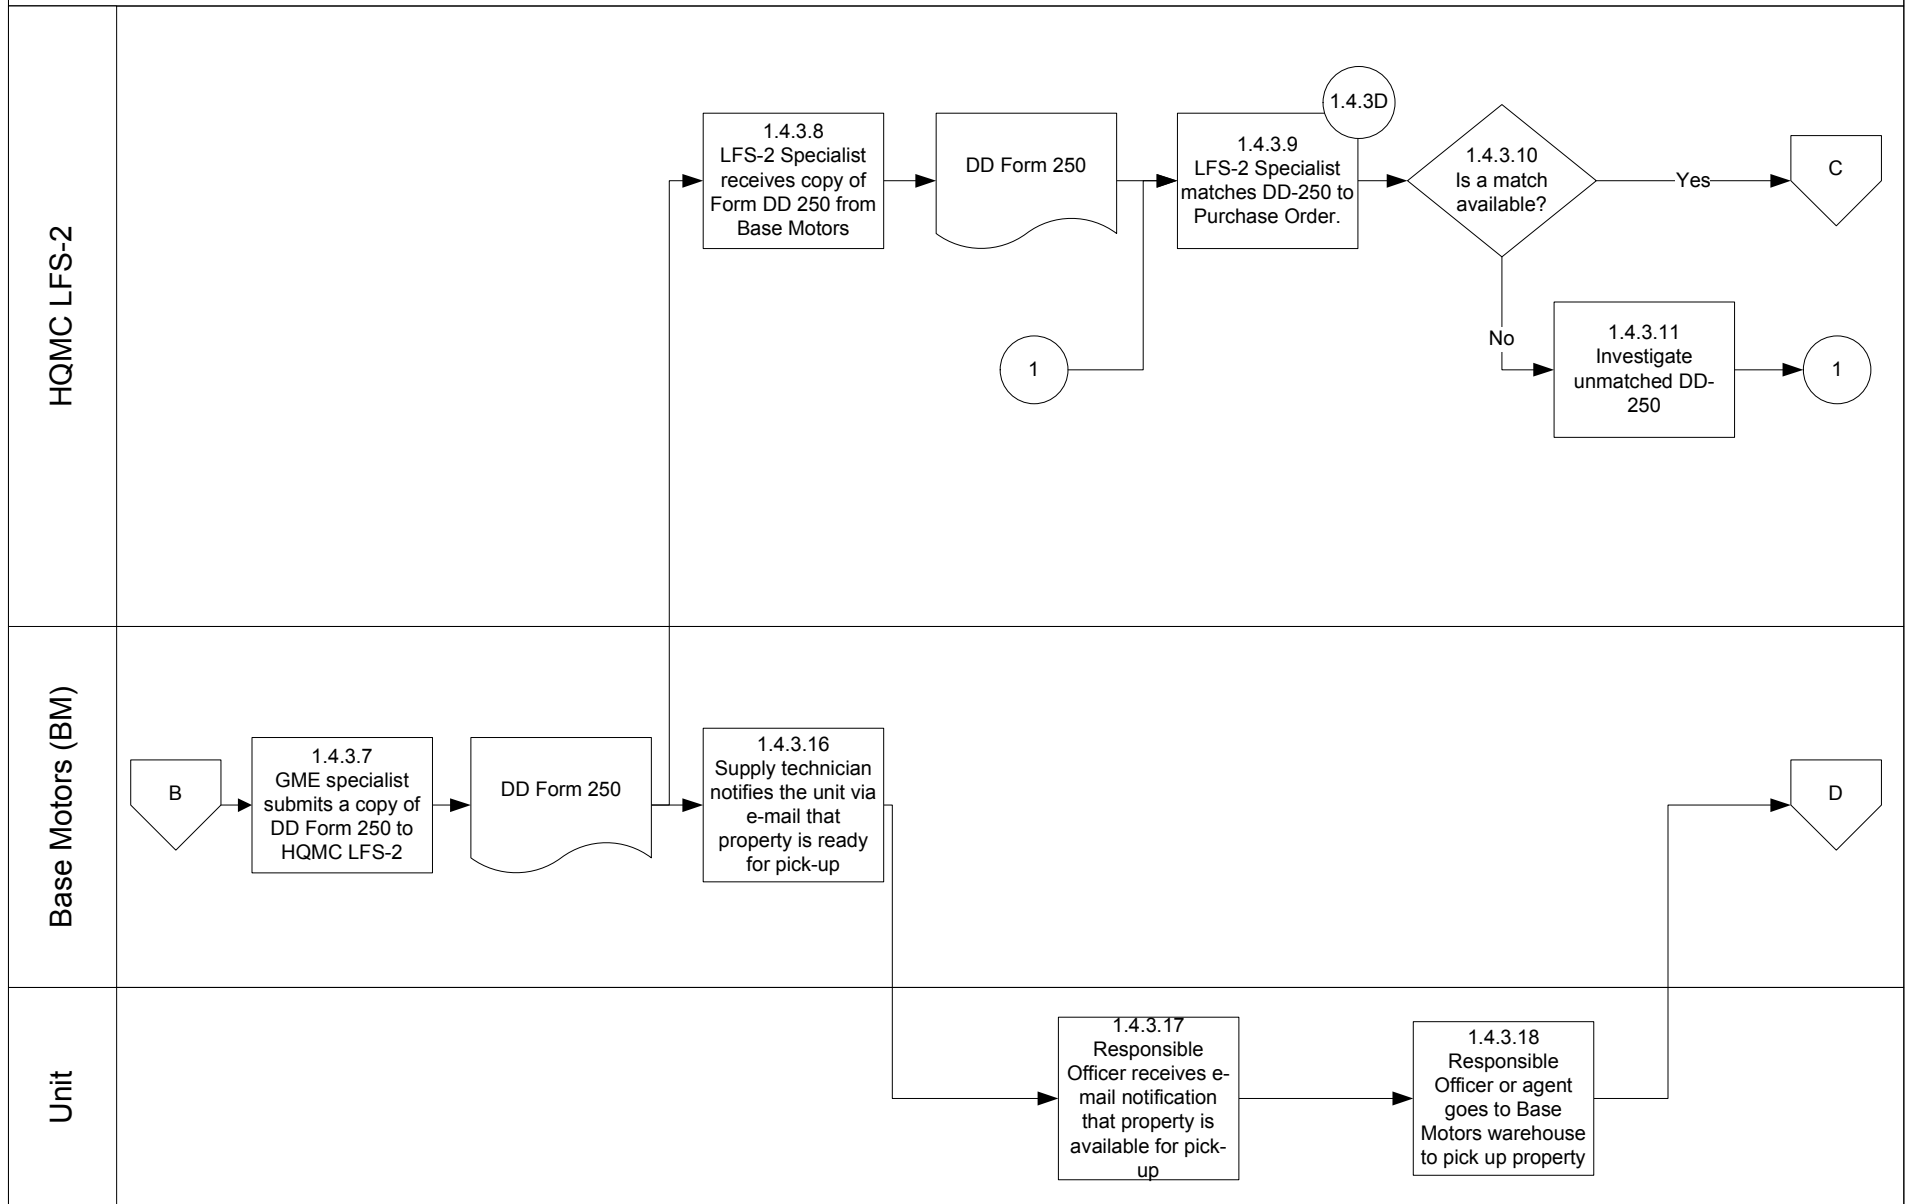 HQMC LFS-2
1.4.3.8
LFS-2 Specialist
receives copy of
Form DD 250 from
Base Motors
DD Form 250
1.4.3D
1.4.3.9
LFS-2 Specialist
matches DD-250 to
Purchase Order.
1.4.3.10
Is a match
available?
Yes
C
No
1
1.4.3.11
Investigate
unmatched DD-
250
1
Base Motors (BM)
B
1.4.3.7
GME specialist
submits a copy of
DD Form 250 to
HQMC LFS-2
DD Form 250
1.4.3.16
Supply technician
notifies the unit via
e-mail that
property is ready
for pick-up
D
Unit
1.4.3.17
Responsible
Officer receives e-
mail notification
that property is
available for pick-
up
1.4.3.18
Responsible
Officer or agent
goes to Base
Motors warehouse
to pick up property